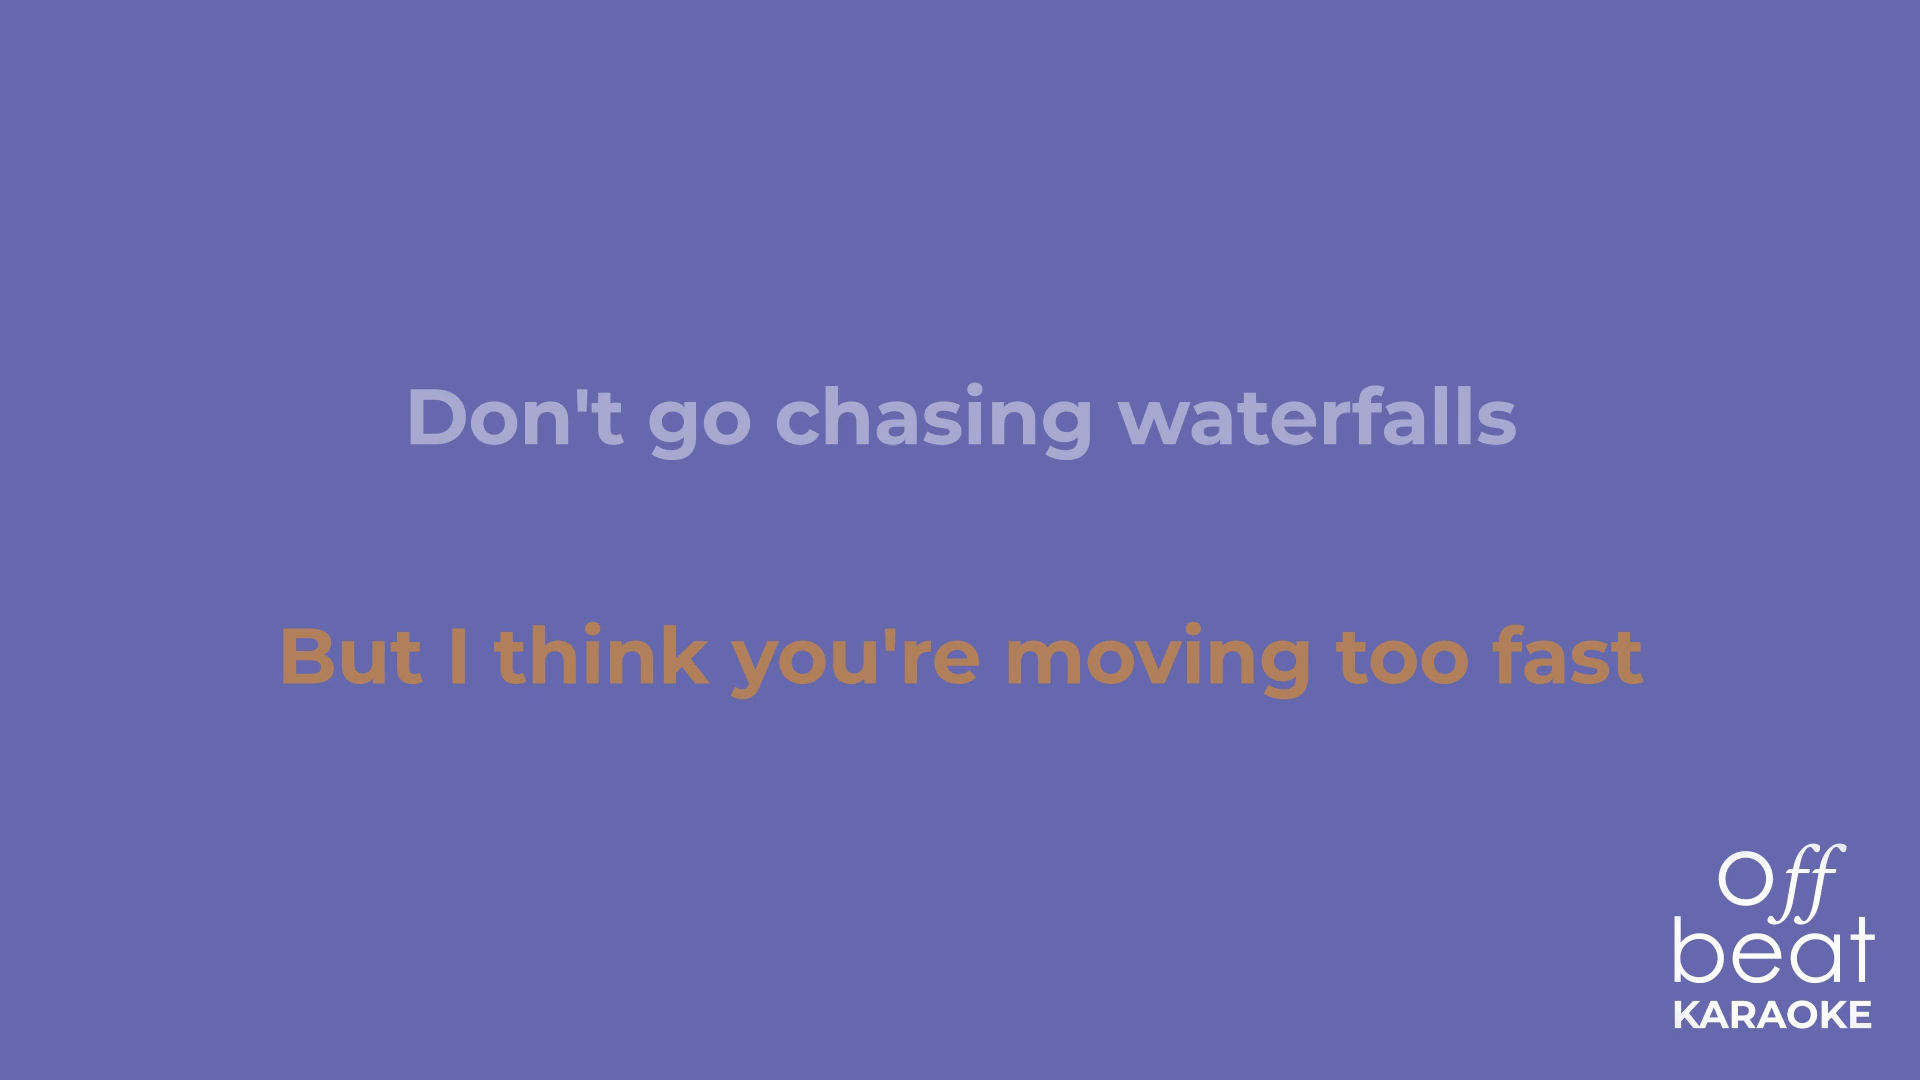 Don't go chasing waterfalls
But I think you're moving too fast
Off
beat
KARAOKE